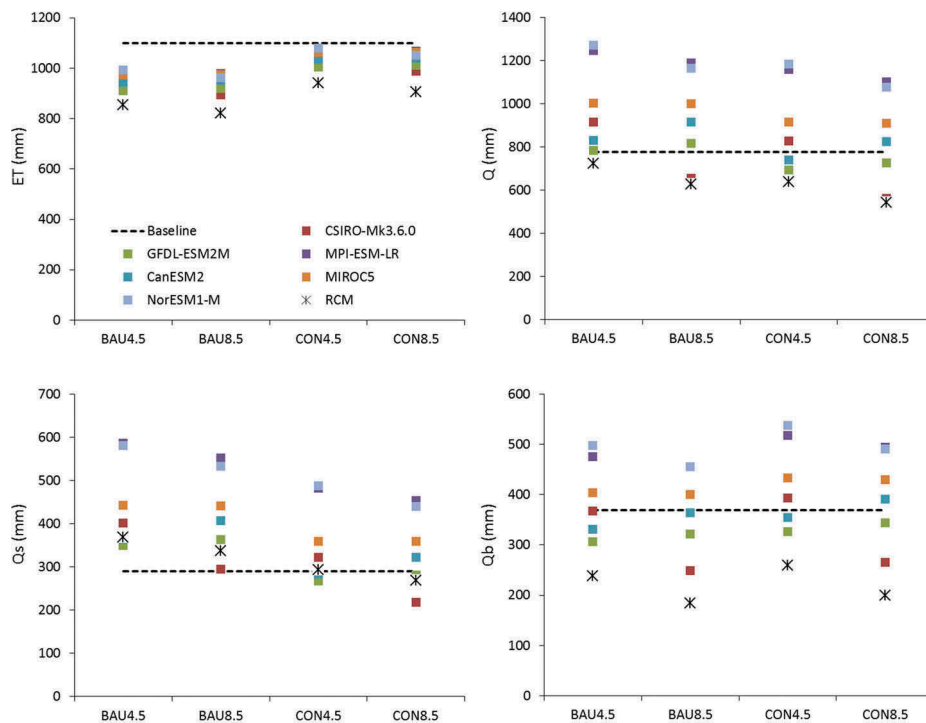 1200
1000
800
600
400
200
0
ET (mm)
Baseline
CSIRO-Mk3.6.0
GFDL-ESM2M
MPI-ESM-LR
CanESM2
MIROC5
NorESM1-M
RCM
BAU4.5 BAU8.5 CON4.5 CON8.5
1400
1200
1000
800
600
400
200
0
Q (mm)
BAU4.5 BAU8.5 CON4.5 CON8.5
700
600
500
400
300
200
100
0
Qs (mm)
BAU4.5 BAU8.5 CON4.5 CON8.5
600
500
400
300
200
100
0
Qb (mm)
BAU4.5 BAU8.5 CON4.5 CON8.5